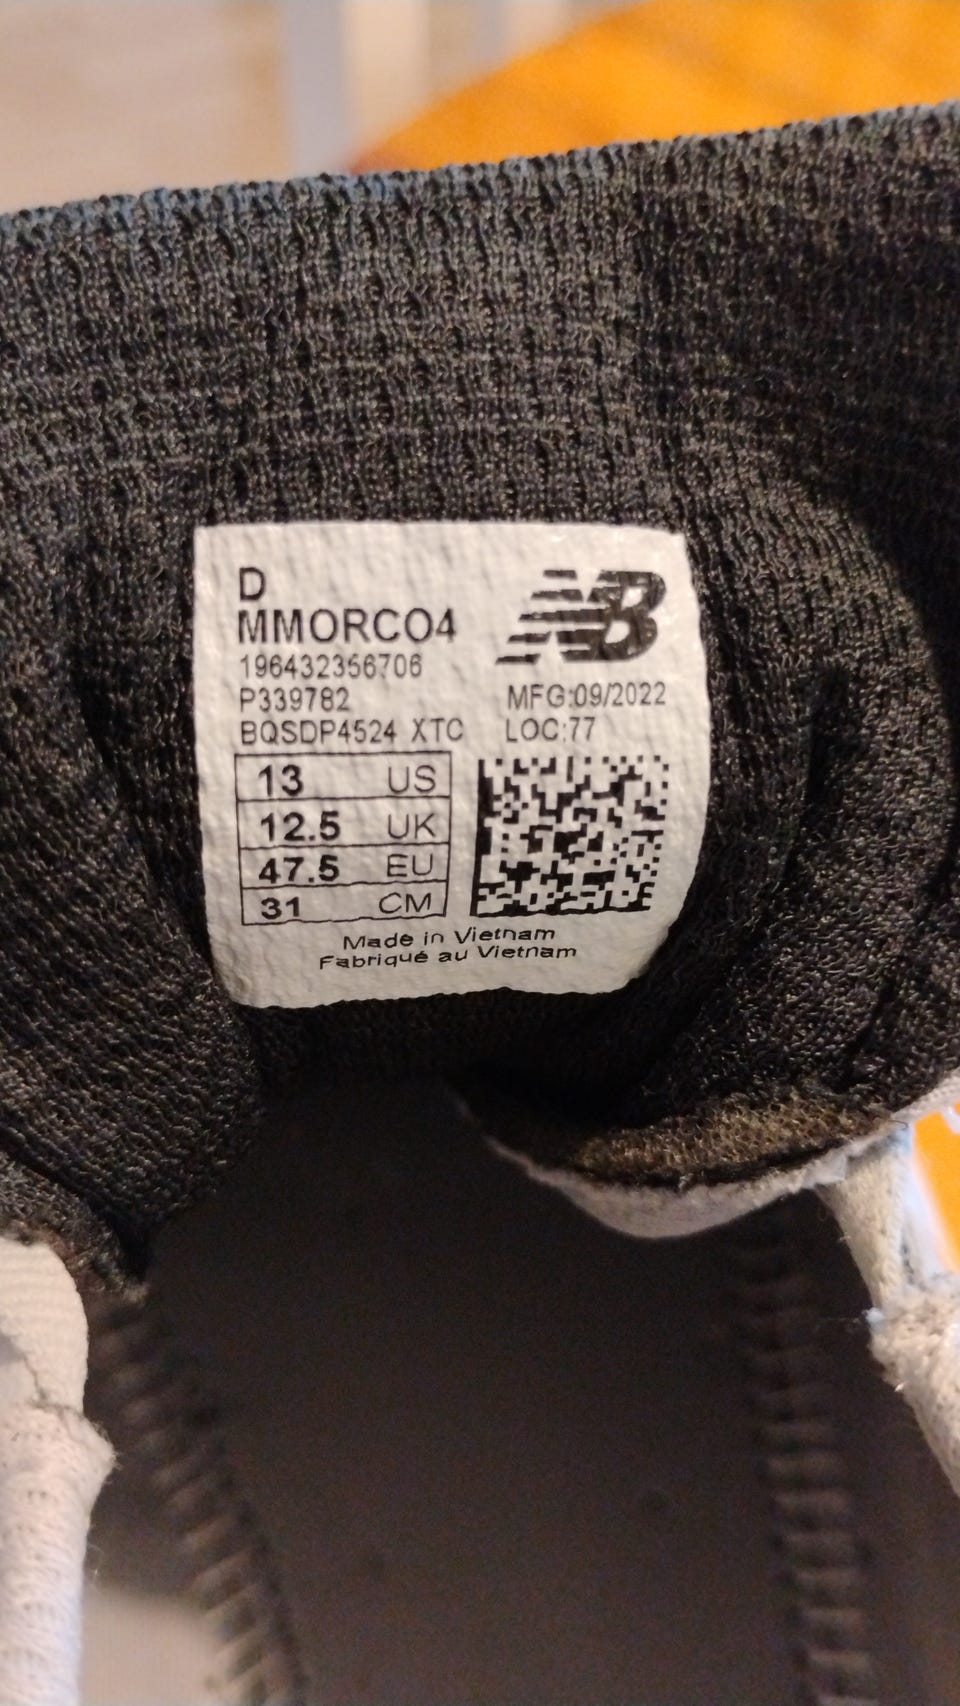 D
MMORCO4
196432356706
P339782
BQSDP4524 XTC
NB
MFG:09/2022
LOC:77
13 US
12.5 UK
47.5 EU
31 CM
Made in Vietnam
Fabriqué au Vietnam